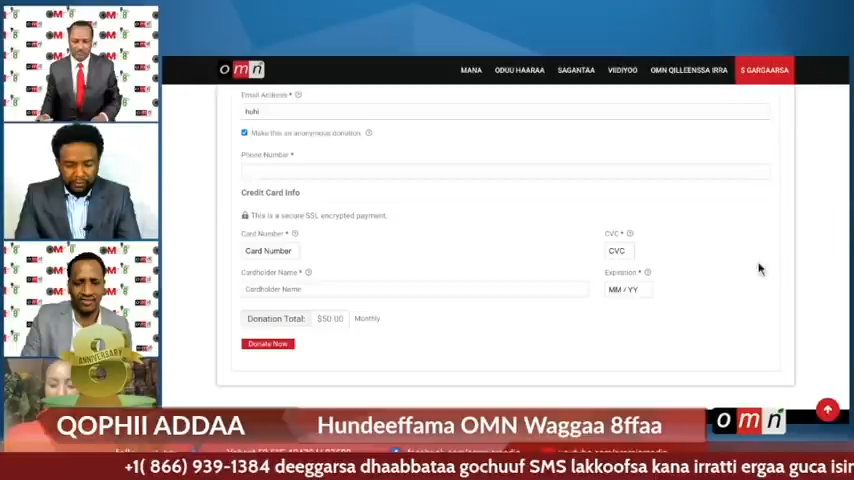 omn
MANA ODUU HAARAA SAGANTAA VIIDIYOO OMN QILLEENSSA IRRA $ GARGAARSA
Email Address *
huhi
Make this an anonymous donation
Phone Number *
Credit Card Info
This is a secure SSL encrypted payment.
Card Number * CVC *
Card Number CVC
Cardholder Name * Expiration *
Cardholder Name MM / YY
Donation Total: $50.00 Monthly
Donate Now
ANNIVERSARY
8
QOPHII ADDAA Hundeeffama OMN Waggaa 8ffaa omn
+1( 866) 939-1384 deeggarsa dhaabbataa gochuuf SMS lakkoofsa kana irratti ergaa guca isin